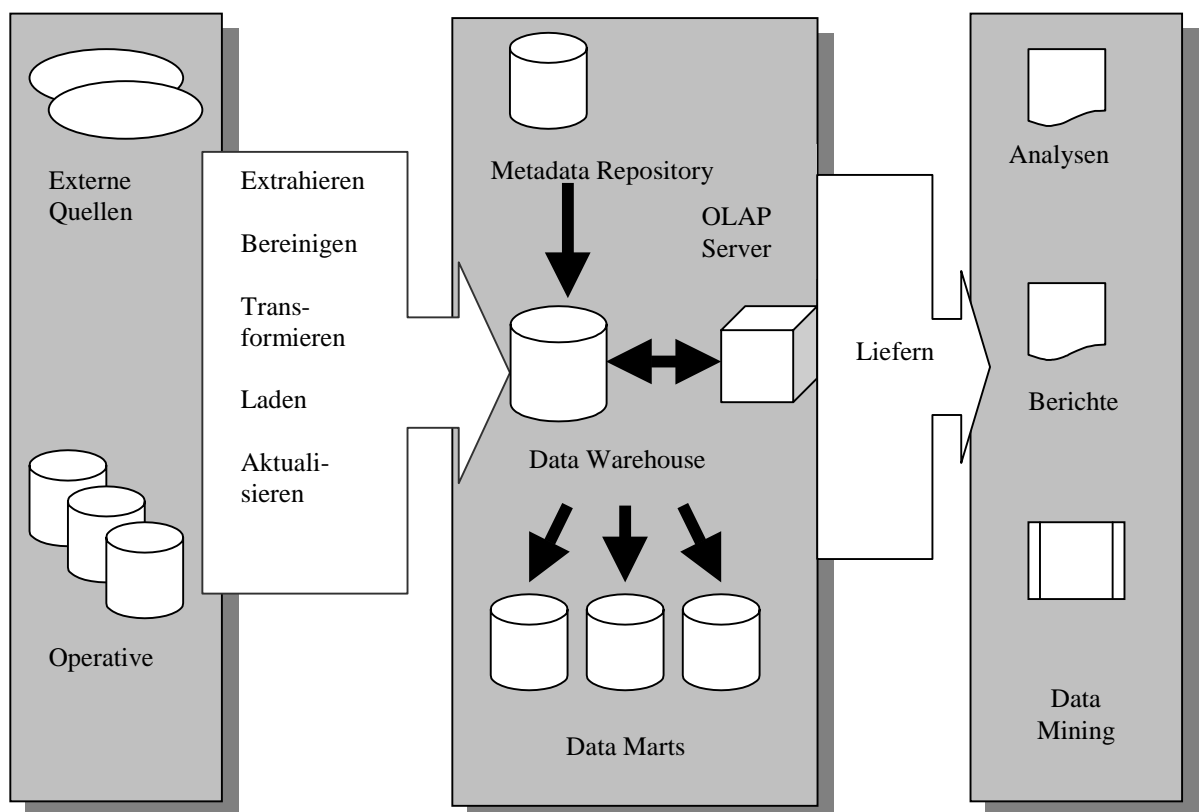 Externe
Quellen
Operative
Extrahieren
Bereinigen
Trans-
formieren
Laden
Aktuali-
sieren
Metadata Repository
OLAP
Server
Data Warehouse
Data Marts
Liefern
Analysen
Berichte
Data
Mining